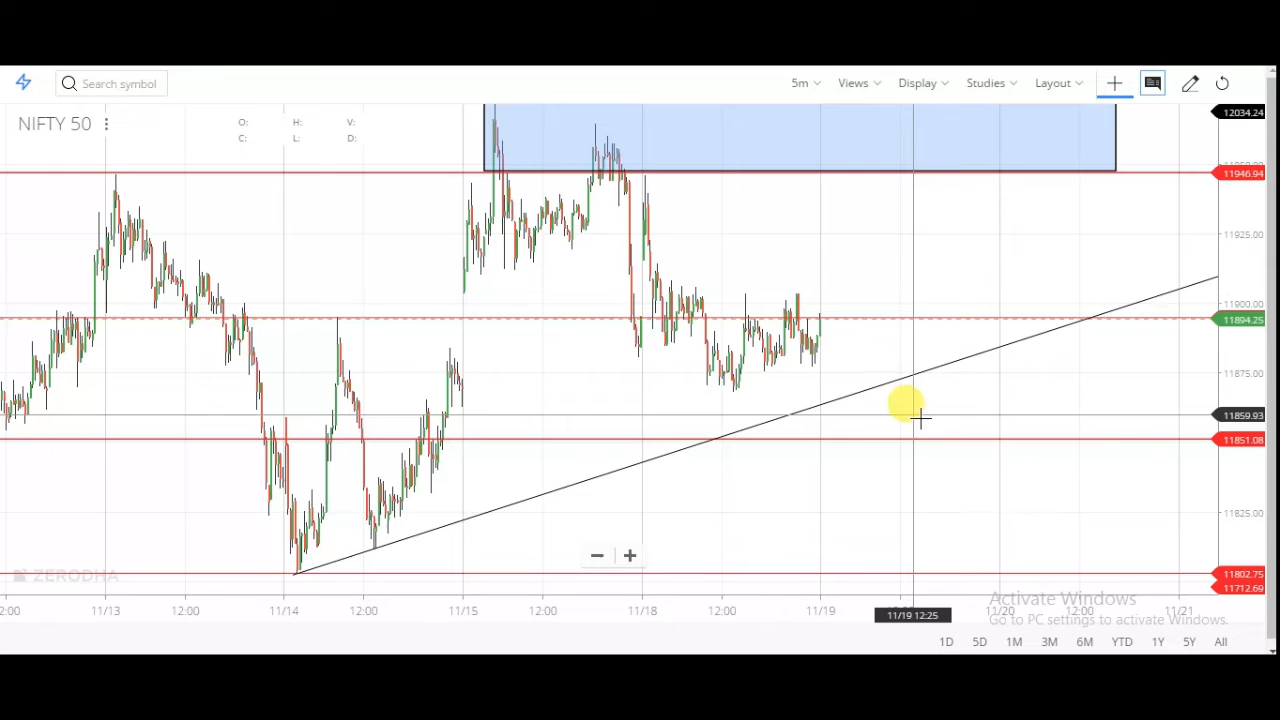 Search symbol
5m Views Display Studies Layout
NIFTY 50
O: H: V:
C: L: D:
12034.24
11946.94
11925.00
11900.00
11894.25
11875.00
11859.93
11851.08
11825.00
11802.75
11712.69
ZERODHA
2:00 11/13 12:00 11/14 12:00 11/15 12:00 11/18 12:00 11/19 11/20 12:00 11/21
11/19 12:25
Activate Windows
Go to PC settings to activate Windows.
1D 5D 1M 3M 6M YTD 1Y 5Y All